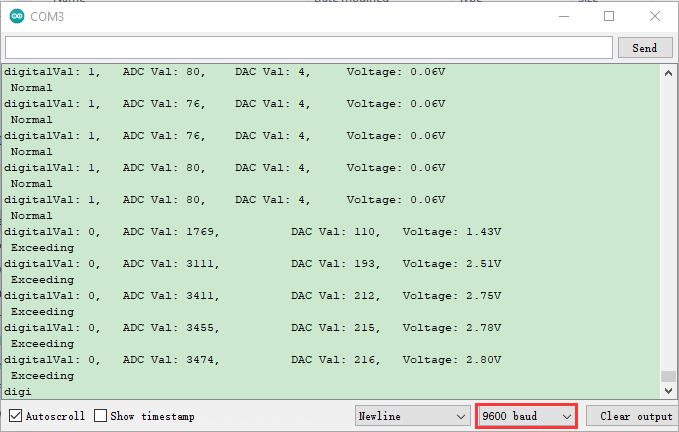 COM3
Send
digitalVal: 1, ADC Val: 80, DAC Val: 4, Voltage: 0.06V
Normal
digitalVal: 1, ADC Val: 76, DAC Val: 4, Voltage: 0.06V
Normal
digitalVal: 1, ADC Val: 76, DAC Val: 4, Voltage: 0.06V
Normal
digitalVal: 1, ADC Val: 80, DAC Val: 4, Voltage: 0.06V
Normal
digitalVal: 1, ADC Val: 80, DAC Val: 4, Voltage: 0.06V
Normal
digitalVal: 0, ADC Val: 1769, DAC Val: 110, Voltage: 1.43V
Exceeding
digitalVal: 0, ADC Val: 3111, DAC Val: 193, Voltage: 2.51V
Exceeding
digitalVal: 0, ADC Val: 3411, DAC Val: 212, Voltage: 2.75V
Exceeding
digitalVal: 0, ADC Val: 3455, DAC Val: 215, Voltage: 2.78V
Exceeding
digitalVal: 0, ADC Val: 3474, DAC Val: 216, Voltage: 2.80V
Exceeding
digi
Autoscroll Show timestamp Newline 9600 baud Clear output